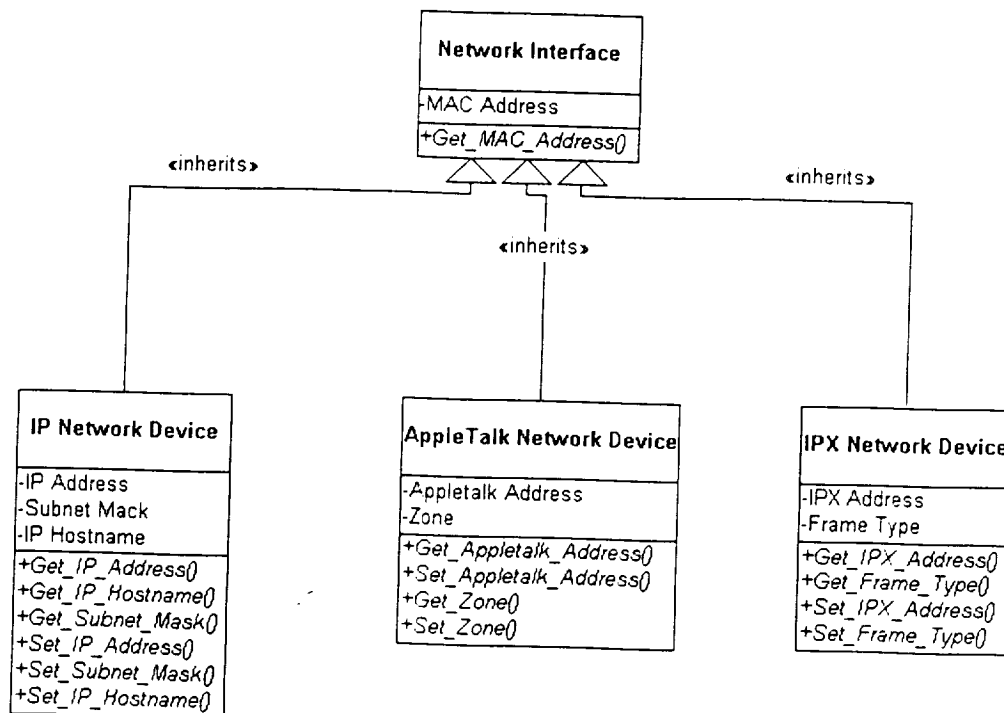 Network Interface
-MAC Address
+Get_MAC_Address()
«inherits»
«inherits»
«inherits»
IP Network Device
-IP Address
-Subnet Mack
-IP Hostname
+Get_IP_Address()
+Get_IP_Hostname()
+Get_Subnet_Mask()
+Set_IP_Address()
+Set_Subnet_Mask()
+Set_IP_Hostname()
AppleTalk Network Device
-Appletalk Address
-Zone
+Get_Appletalk_Address()
+Set_Appletalk_Address()
+Get_Zone()
+Set_Zone()
IPX Network Device
-IPX Address
-Frame Type
+Get_IPX_Address()
+Get_Frame_Type()
+Set_IPX_Address()
+Set_Frame_Type()